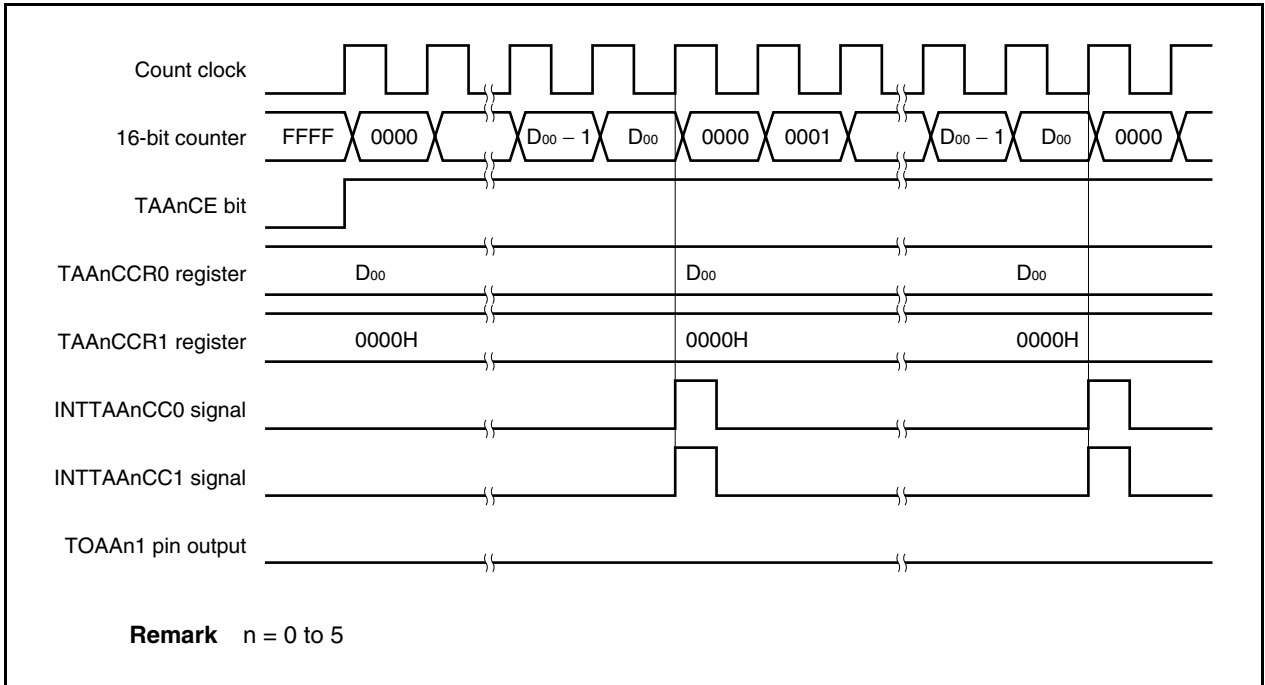 Count clock
16-bit counter FFFF 0000 D00 − 1 D00 0000 0001 D00 − 1 D00 0000
TAAnCE bit
TAAnCCR0 register D00 D00 D00
TAAnCCR1 register 0000H 0000H 0000H
INTTAAnCC0 signal
INTTAAnCC1 signal
TOAAn1 pin output
Remark n = 0 to 5